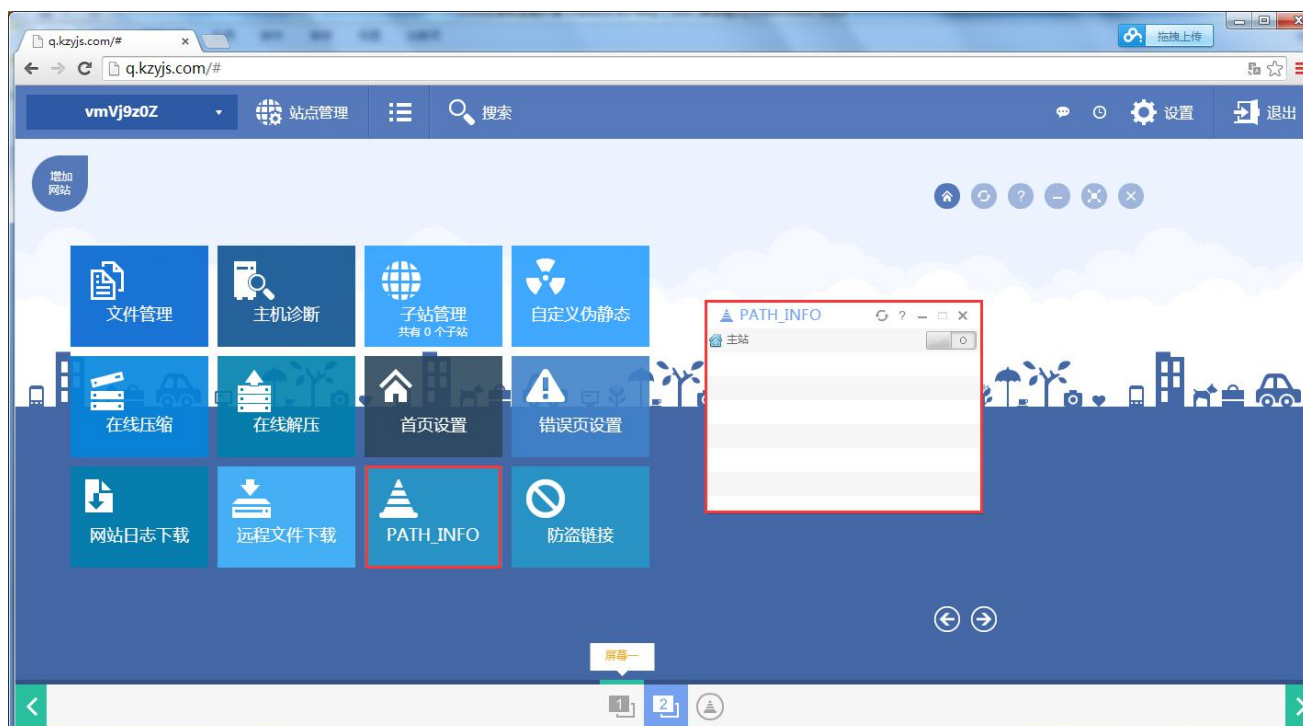 q.kzyjs.com/#
拖拽上传
q.kzyjs.com/#
vmVj9z0Z
站点管理
搜索
设置
退出
增加
网站
文件管理
主机诊断
子站管理
共有 0 个子站
自定义伪静态
PATH_INFO
主站
在线压缩
在线解压
首页设置
错误页设置
网站日志下载
远程文件下载
PATH_INFO
防盗链接
屏幕一
1
2